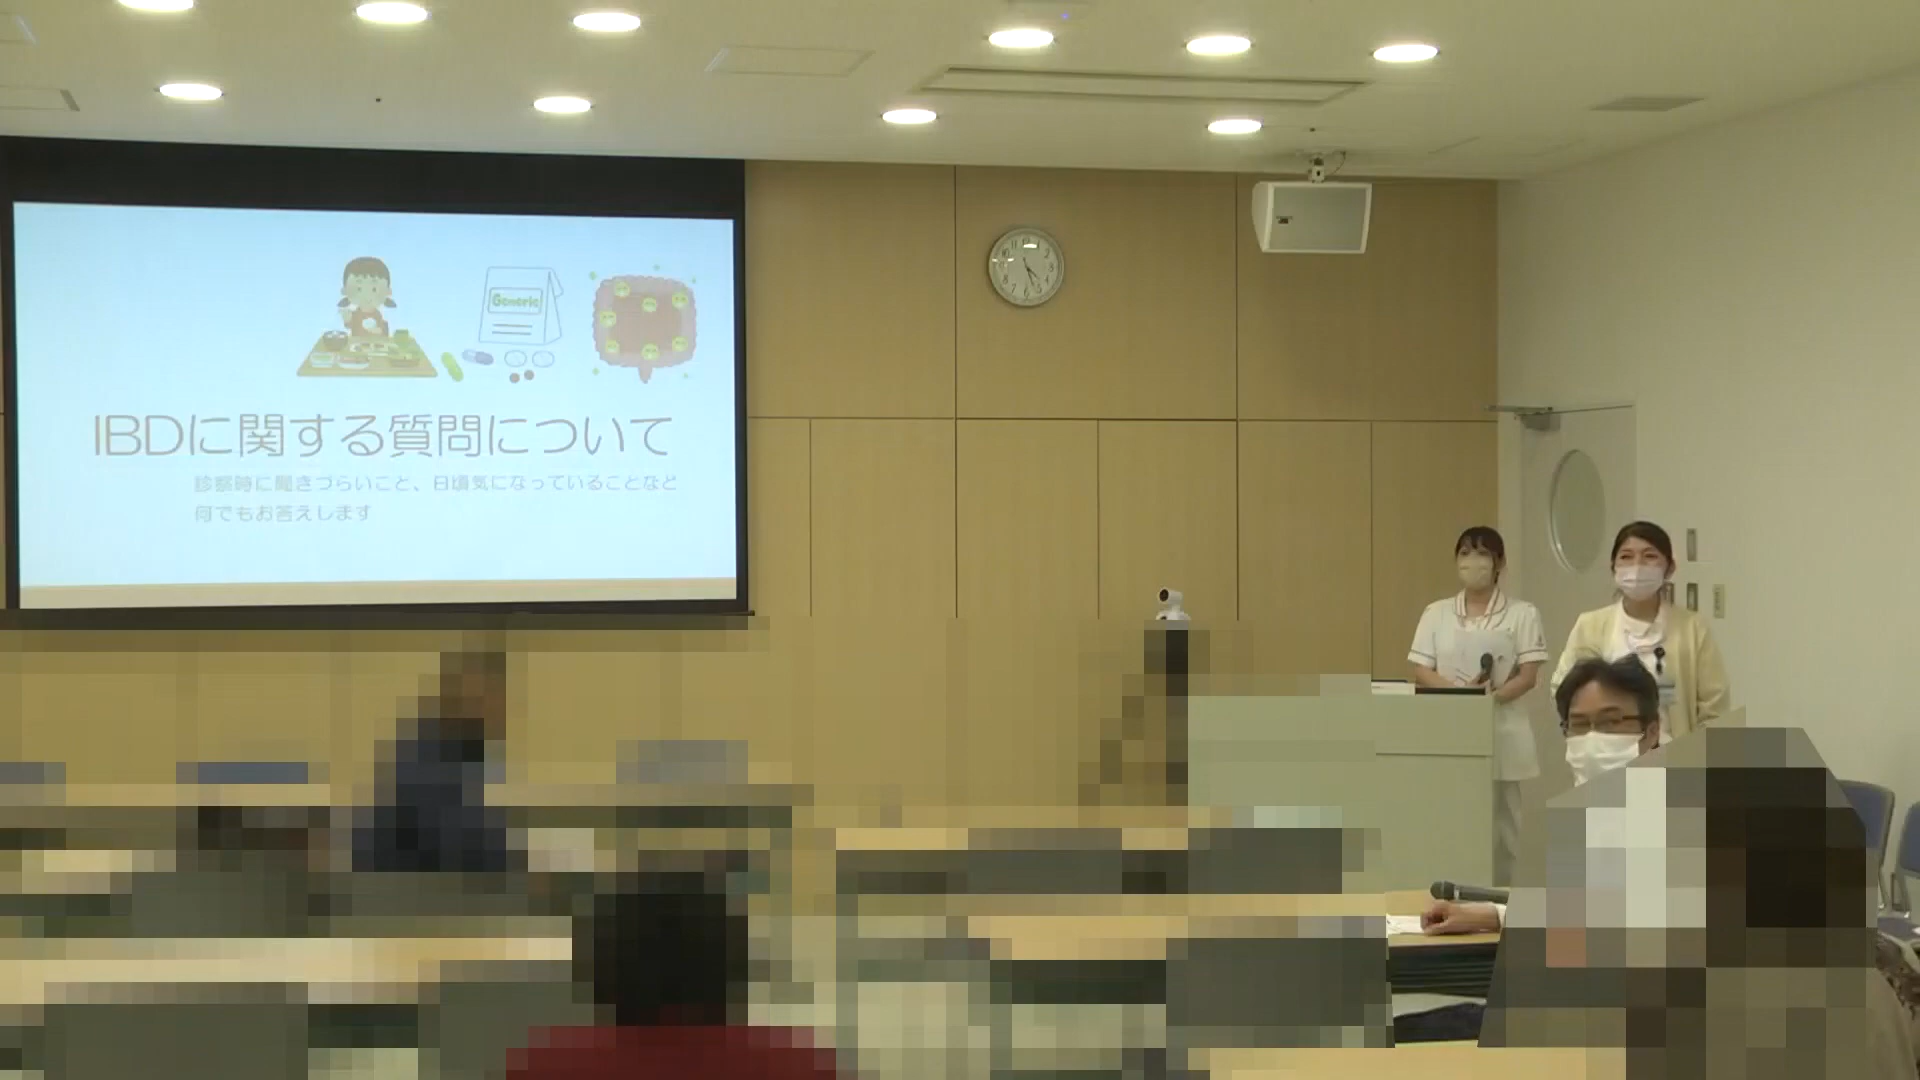 Generic
IBDに関する質問について
診察時に聞きづらいこと、日頃気になっていることなど
何でもお答えします